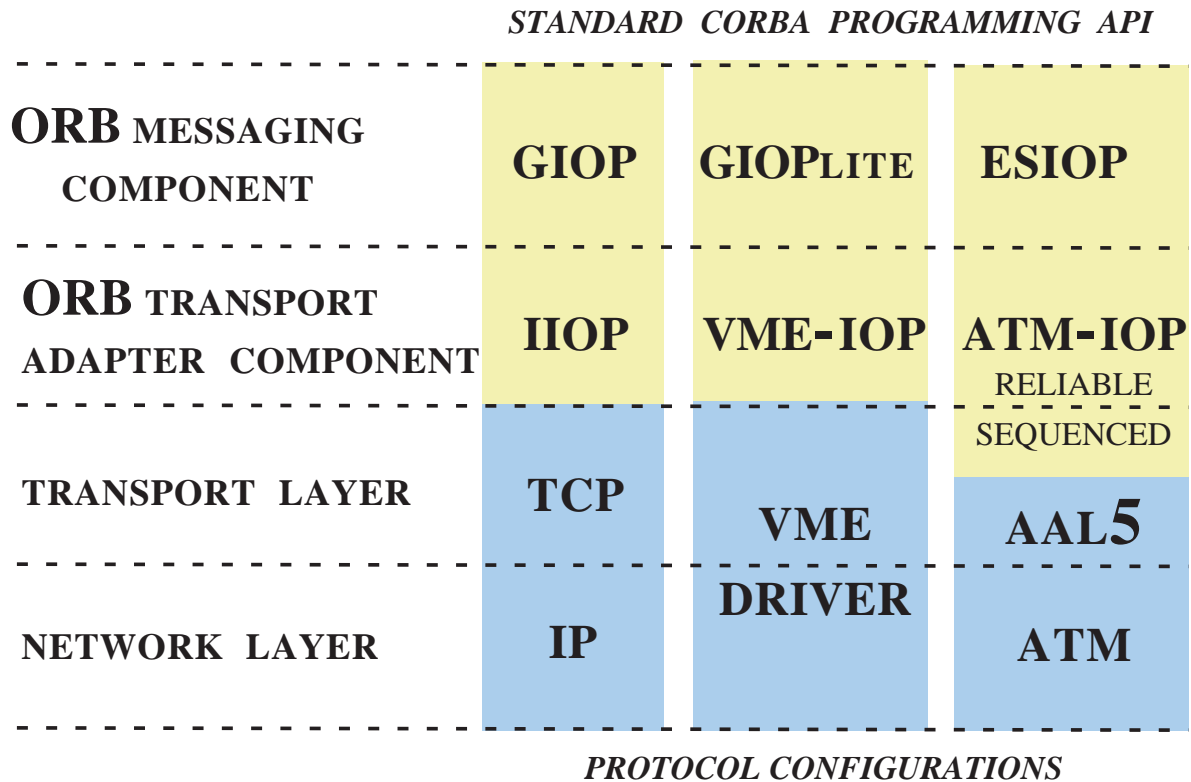 STANDARD CORBA PROGRAMMING API
ORB MESSAGING
COMPONENT
GIOP
GIOPLITE
ESIOP
ORB TRANSPORT
ADAPTER COMPONENT
IIOP
VME-IOP
ATM-IOP
RELIABLE
SEQUENCED
TRANSPORT LAYER
TCP
VME
DRIVER
AAL5
NETWORK LAYER
IP
ATM
PROTOCOL CONFIGURATIONS